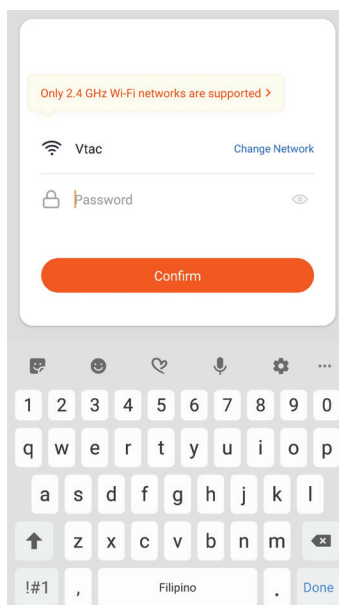 Only 2.4 GHz Wi-Fi networks are supported >
Vtac Change Network
Password
Confirm
1 2 3 4 5 6 7 8 9 0
q w e r t y u i o p
a s d f g h j k l
z x c v b n m
!#1 , Filipino . Done